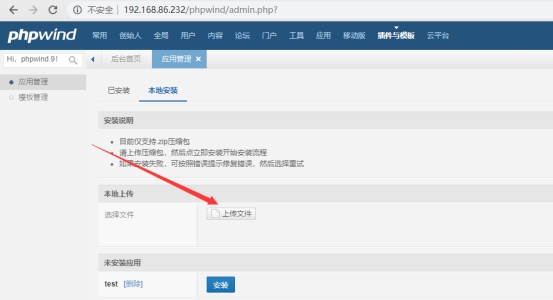 不安全 | 192.168.86.232/phpwind/admin.php?
phpwind 常用 创始人 全局 用户 内容 论坛 门户 工具 应用 移动版 插件与模板 云平台
Hi, phpwind 9! 后台首页 应用管理 ×
应用管理
模板管理
已安装 本地安装
安装说明
目前仅支持.zip压缩包
请上传压缩包，然后点立即安装开始安装流程
如果安装失败，可按照错误提示修复错误，然后选择重试
本地上传
选择文件 上传文件
未安装应用
test [删除] 安装